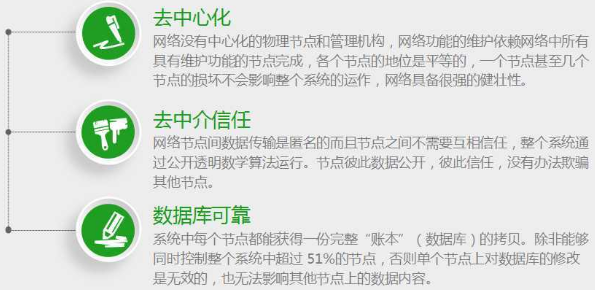 去中心化
网络没有中心化的物理节点和管理机构，网络功能的维护依赖网络中所有
具有维护功能的节点完成，各个节点的地位是平等的，一个节点甚至几个
节点的损坏不会影响整个系统的运作，网络具备很强的健壮性。
去中介信任
网络节点间数据传输是匿名的而且节点之间不需要互相信任，整个系统通
过公开透明数学算法运行。节点彼此数据公开，彼此信任，没有办法欺骗
其他节点。
数据库可靠
系统中每个节点都能获得一份完整“账本”（数据库）的拷贝。除非能够
同时控制整个系统中超过 51%的节点，否则单个节点上对数据库的修改
是无效的，也无法影响其他节点上的数据内容。